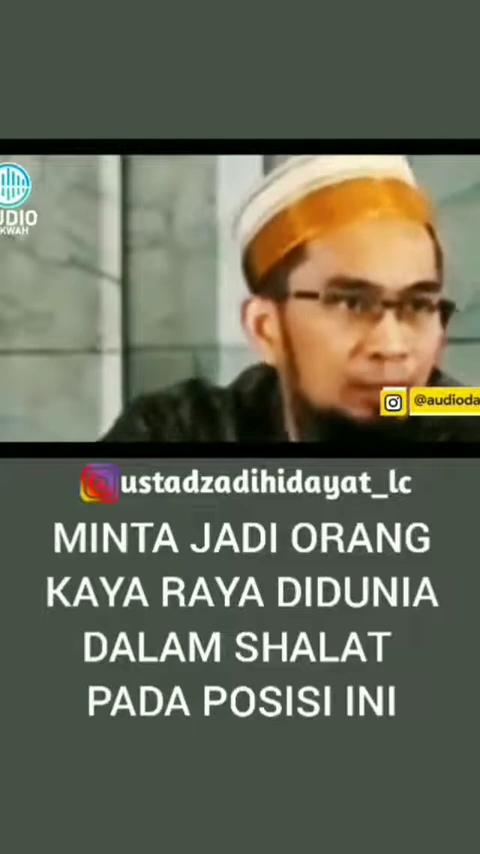 UDIO
KWAH
@audioda
ustadzadihidayat_lc
MINTA JADI ORANG
KAYA RAYA DIDUNIA
DALAM SHALAT
PADA POSISI INI